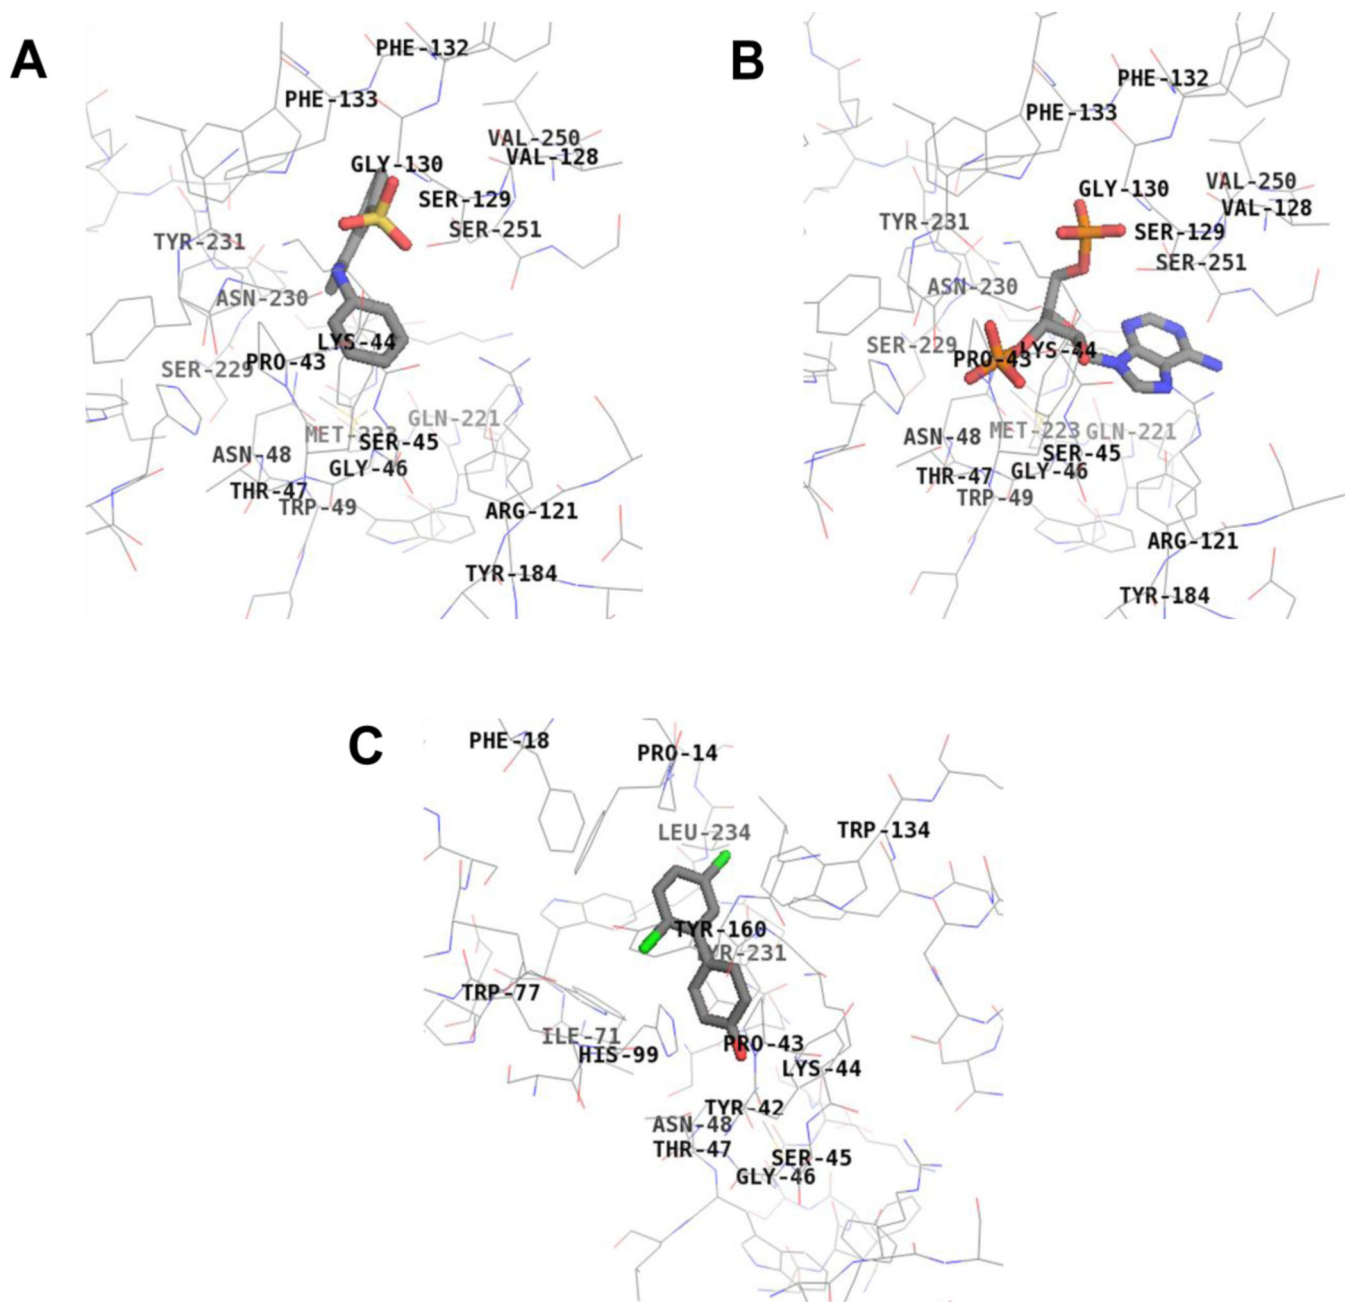 A
PHE-132
PHE-133
VAL-250
VAL-128
GLY-130
SER-129
SER-251
TYR-231
ASN-230
LYS-44
PRO-43
SER-229
GLN-221
MET-223
SER-45
ASN-48
GLY-46
THR-47
TRP-49
ARG-121
TYR-184
B
PHE-132
PHE-133
GLY-130
VAL-250
VAL-128
TYR-231
SER-129
SER-251
ASN-230
SER-229
LYS-44
PRO-43
ASN-48
MET-223
GLN-221
SER-45
GLY-46
THR-47
TRP-49
ARG-121
TYR-184
C
PHE-18
PRO-14
LEU-234
TRP-134
TYR-160
YR-231
TRP-77
ILE-71
HIS-99
PRO-43
LYS-44
TYR-42
ASN-48
THR-47
SER-45
GLY-46